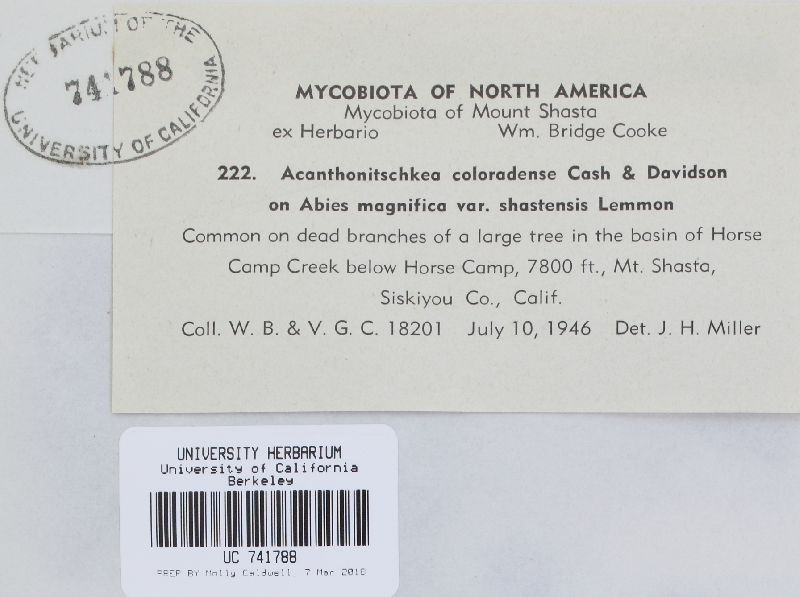 HERBARIUM OF THE
741788
UNIVERSITY OF CALIFORNIA
MYCOBIOTA OF NORTH AMERICA
Mycobiota of Mount Shasta
ex Herbario Wm. Bridge Cooke
222. Acanthonitschkea coloradense Cash & Davidson
on Abies magnifica var. shastensis Lemmon
Common on dead branches of a large tree in the basin of Horse
Camp Creek below Horse Camp, 7800 ft., Mt. Shasta,
Siskiyou Co., Calif.
Coll. W. B. & V. G. C. 18201 July 10, 1946 Det. J. H. Miller
UNIVERSITY HERBARIUM
University of California
Berkeley
UC 741788
PREP BY Molly Caldwell 7 Mar 2018